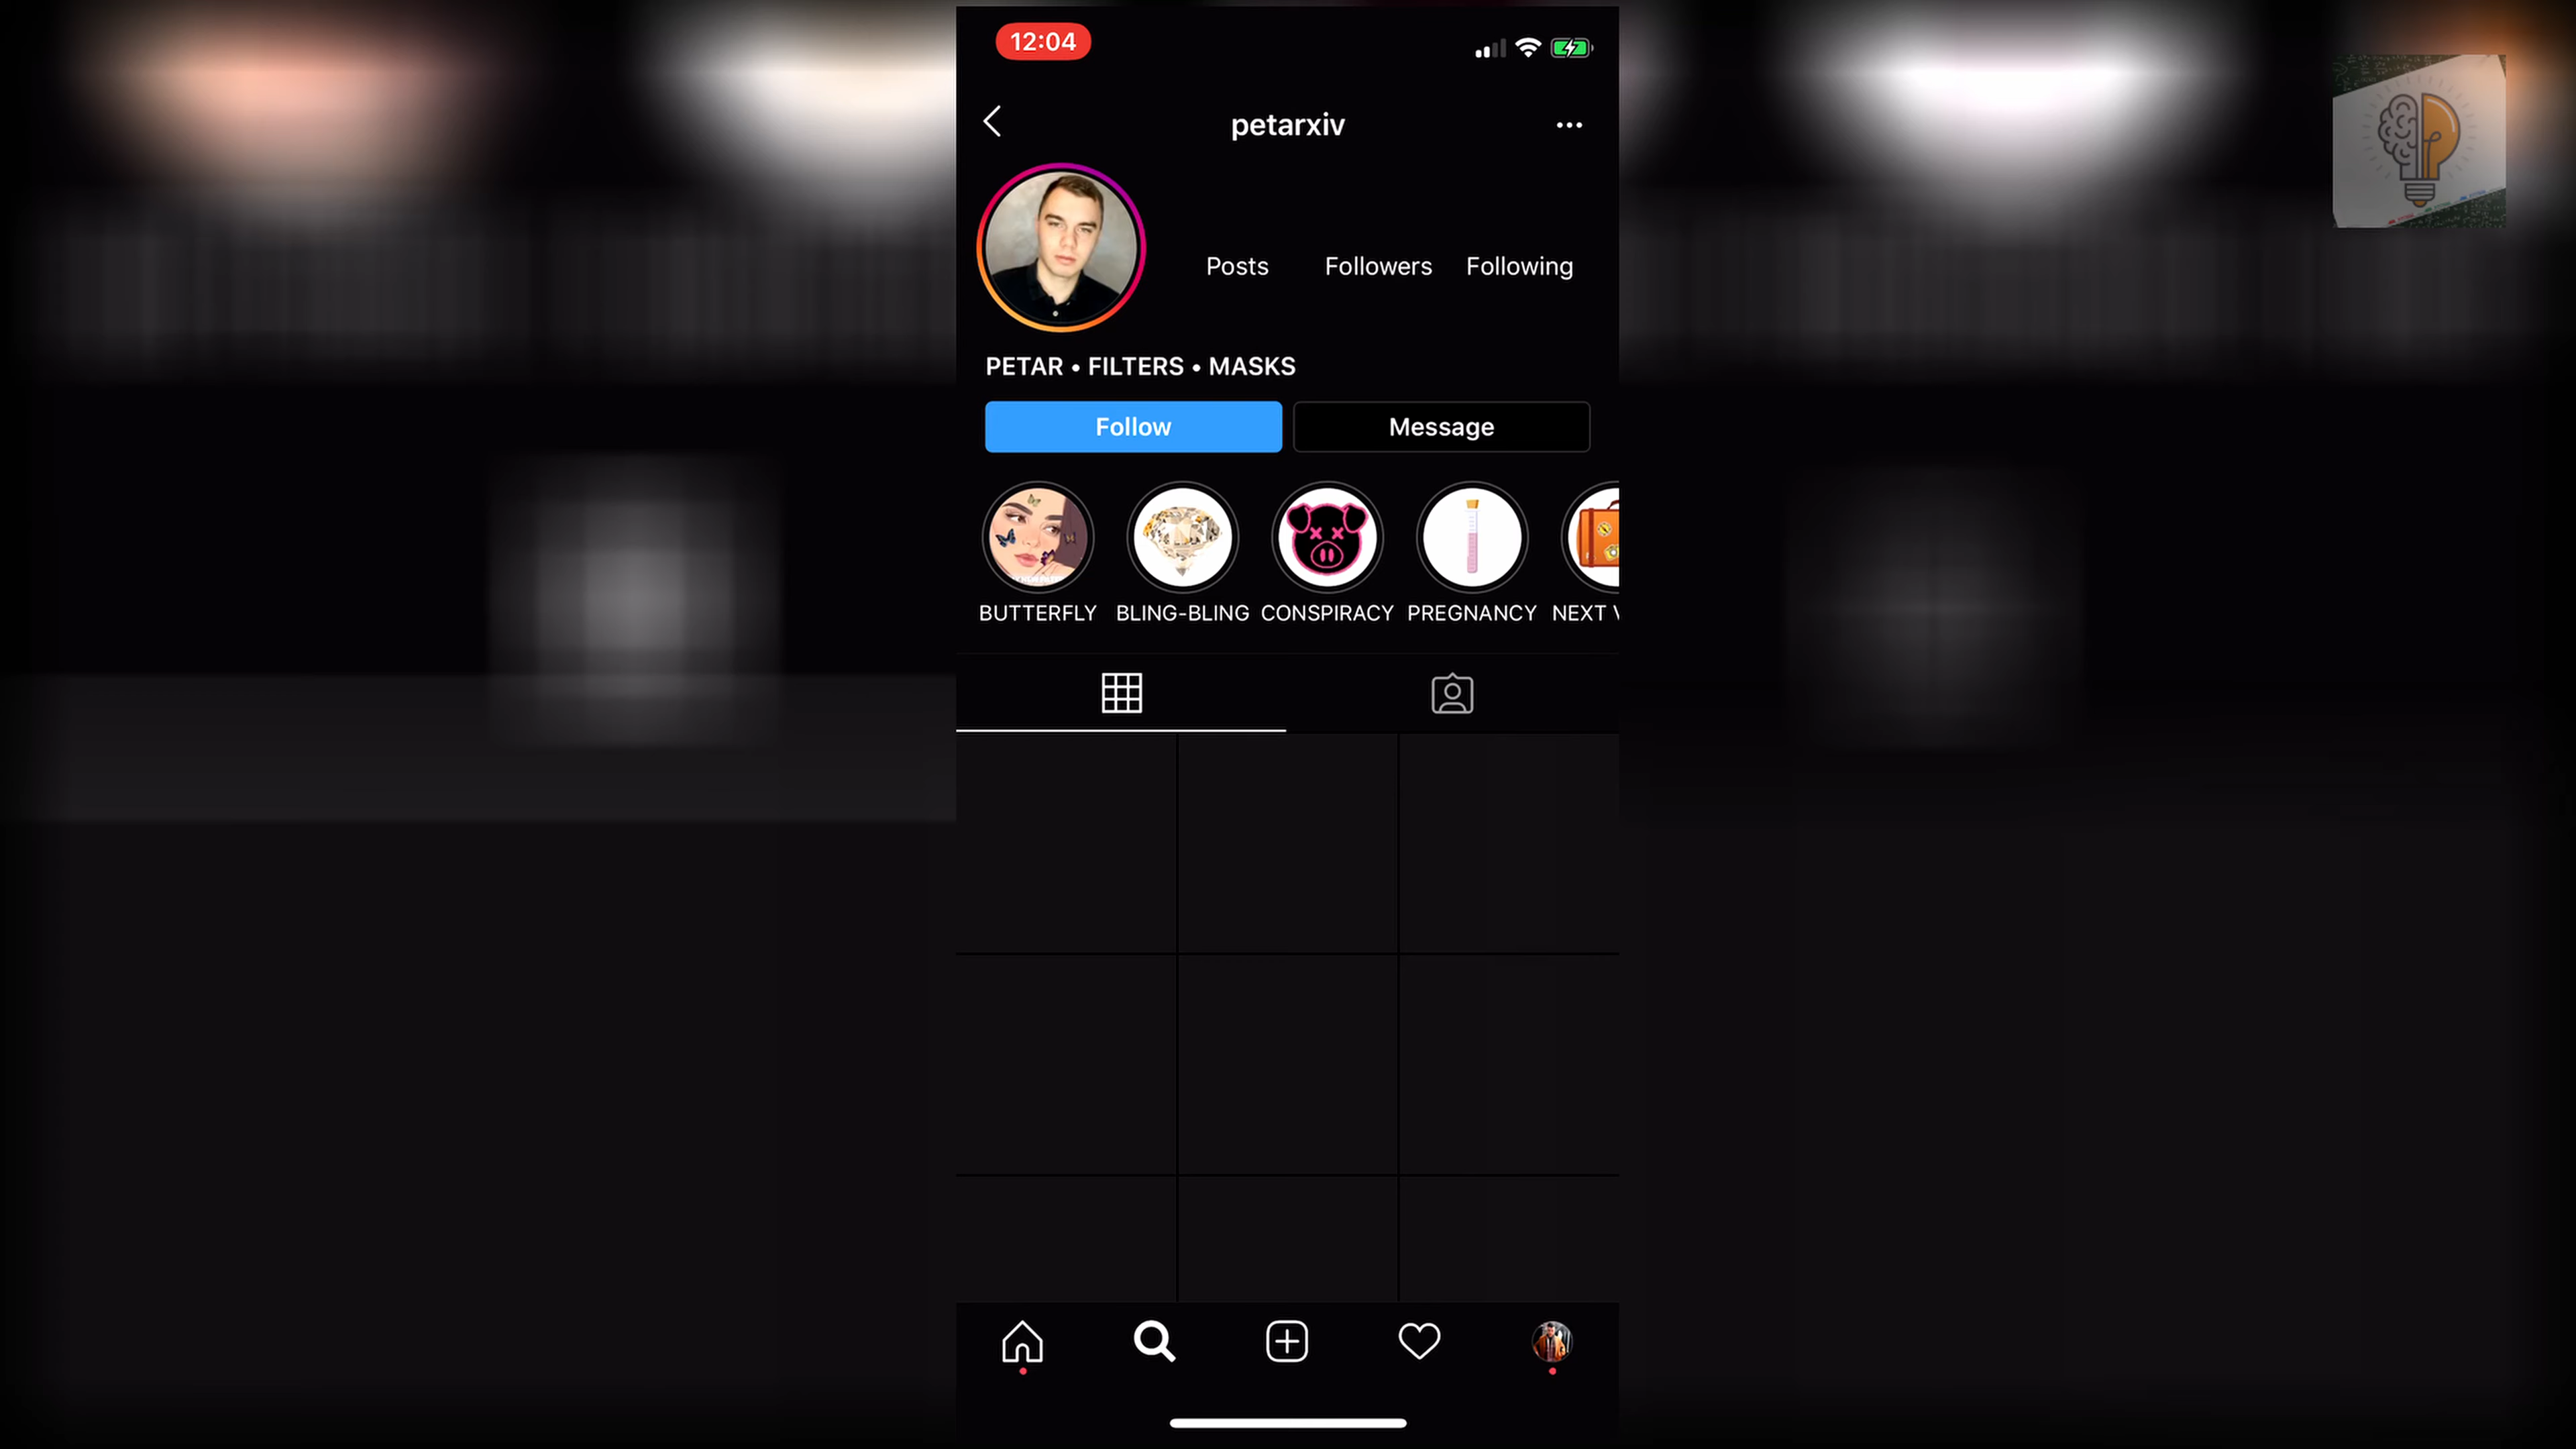 12:04
petarxiv
Posts Followers Following
PETAR • FILTERS • MASKS
Follow Message
BUTTERFLY BLING-BLING CONSPIRACY PREGNANCY NEXT